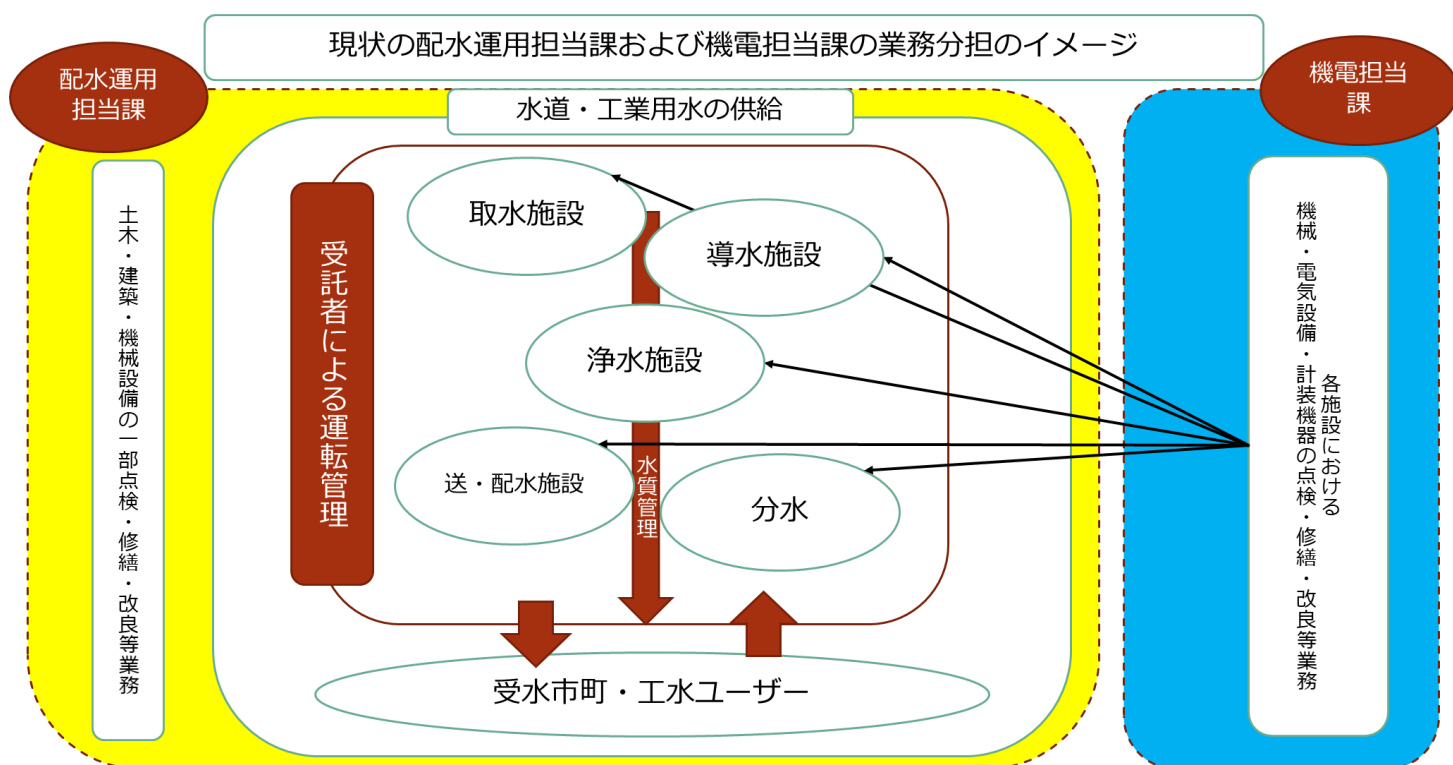 現状の配水運用担当課および機電担当課の業務分担のイメージ
配水運用
担当課
機電担当
課
水道・工業用水の供給
土木・建築・機械設備の一部点検・修繕・改良等業務
受託者による運転管理
取水施設
導水施設
浄水施設
送・配水施設
水質管理
分水
受水市町・工水ユーザー
各施設における
機械・電気設備・計装機器の点検・修繕・改良等業務